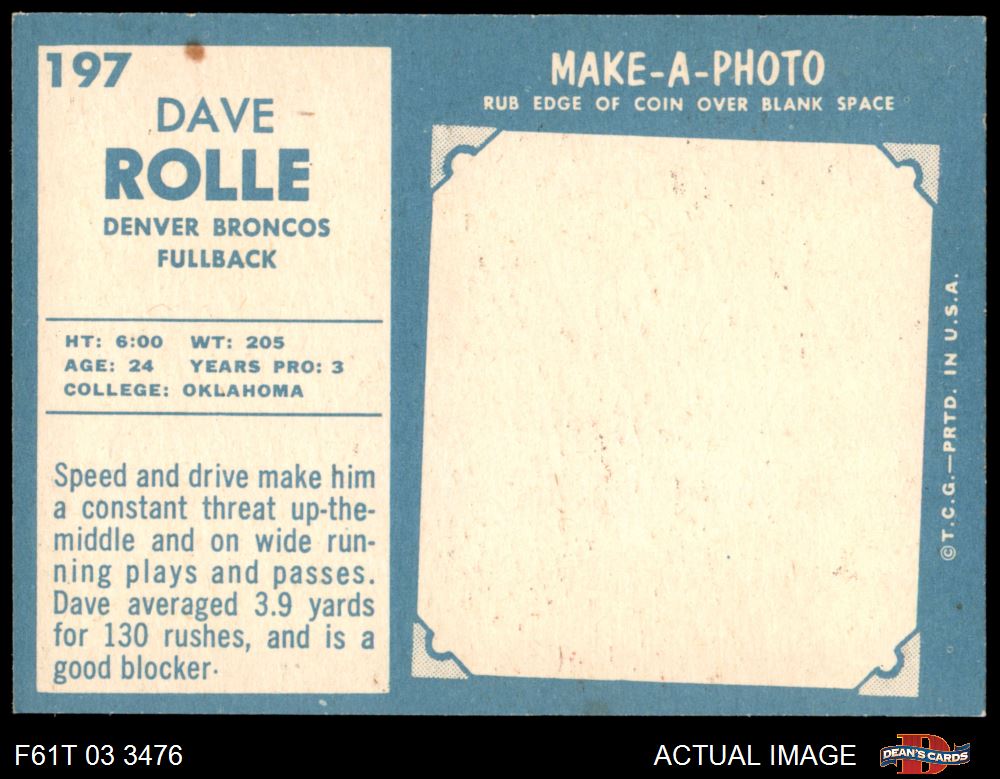 197
DAVE
ROLLE
DENVER BRONCOS
FULLBACK
HT: 6:00 WT: 205
AGE: 24 YEARS PRO: 3
COLLEGE: OKLAHOMA
Speed and drive make him
a constant threat up-the-
middle and on wide run-
ning plays and passes.
Dave averaged 3.9 yards
for 130 rushes, and is a
good blocker.
MAKE-A-PHOTO
RUB EDGE OF COIN OVER BLANK SPACE
©T.C.G.—PRTD. IN U.S.A.
F61T 03 3476
ACTUAL IMAGE
D
DEAN'S CARDS